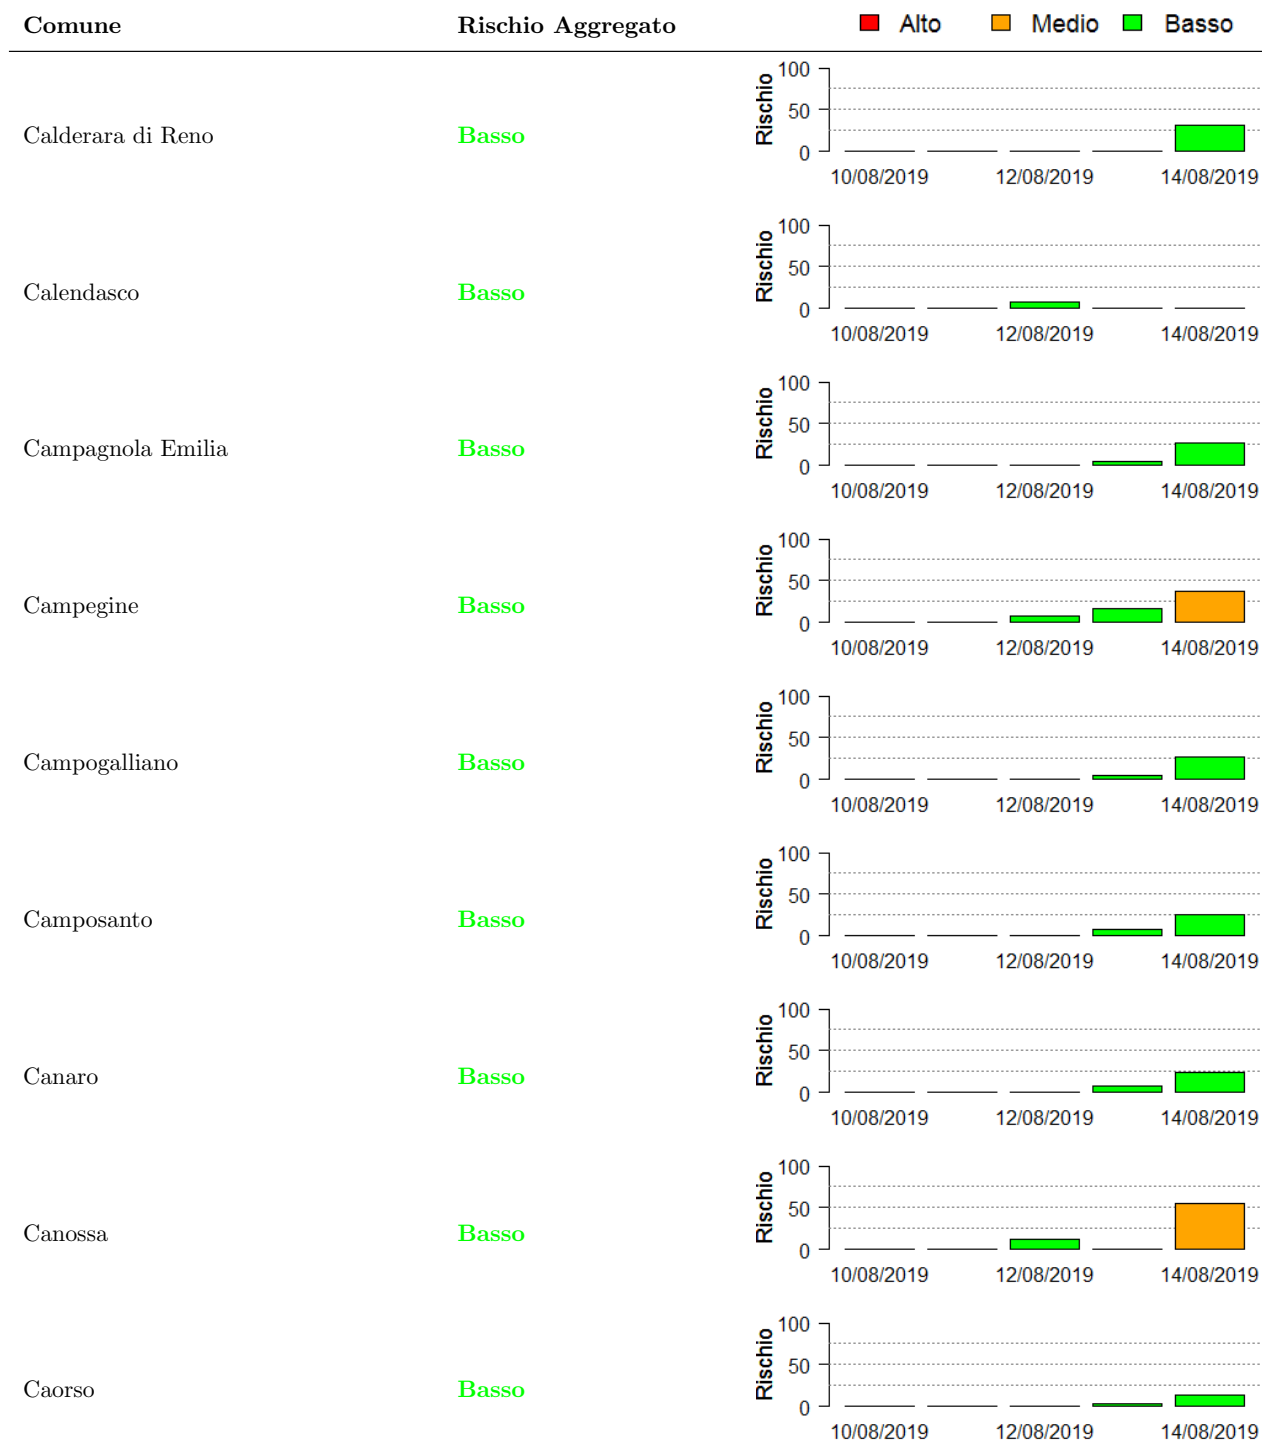 Comune Rischio Aggregato Alto Medio Basso
100
50
0
Rischio
Calderara di Reno Basso
10/08/2019 12/08/2019 14/08/2019
100
50
0
Rischio
Calendasco Basso
10/08/2019 12/08/2019 14/08/2019
100
50
0
Rischio
Campagnola Emilia Basso
10/08/2019 12/08/2019 14/08/2019
100
50
0
Rischio
Campegine Basso
10/08/2019 12/08/2019 14/08/2019
100
50
0
Rischio
Campogalliano Basso
10/08/2019 12/08/2019 14/08/2019
100
50
0
Rischio
Camposanto Basso
10/08/2019 12/08/2019 14/08/2019
100
50
0
Rischio
Canaro Basso
10/08/2019 12/08/2019 14/08/2019
100
50
0
Rischio
Canossa Basso
10/08/2019 12/08/2019 14/08/2019
100
50
0
Rischio
Caorso Basso
10/08/2019 12/08/2019 14/08/2019